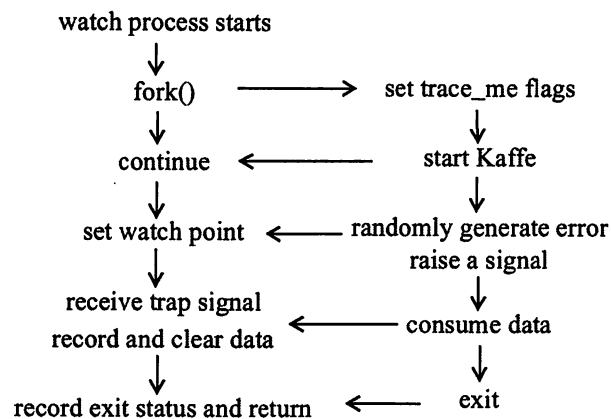 watch process starts
fork()
set trace_me flags
continue
start Kaffe
set watch point
randomly generate error
raise a signal
receive trap signal
record and clear data
consume data
record exit status and return
exit